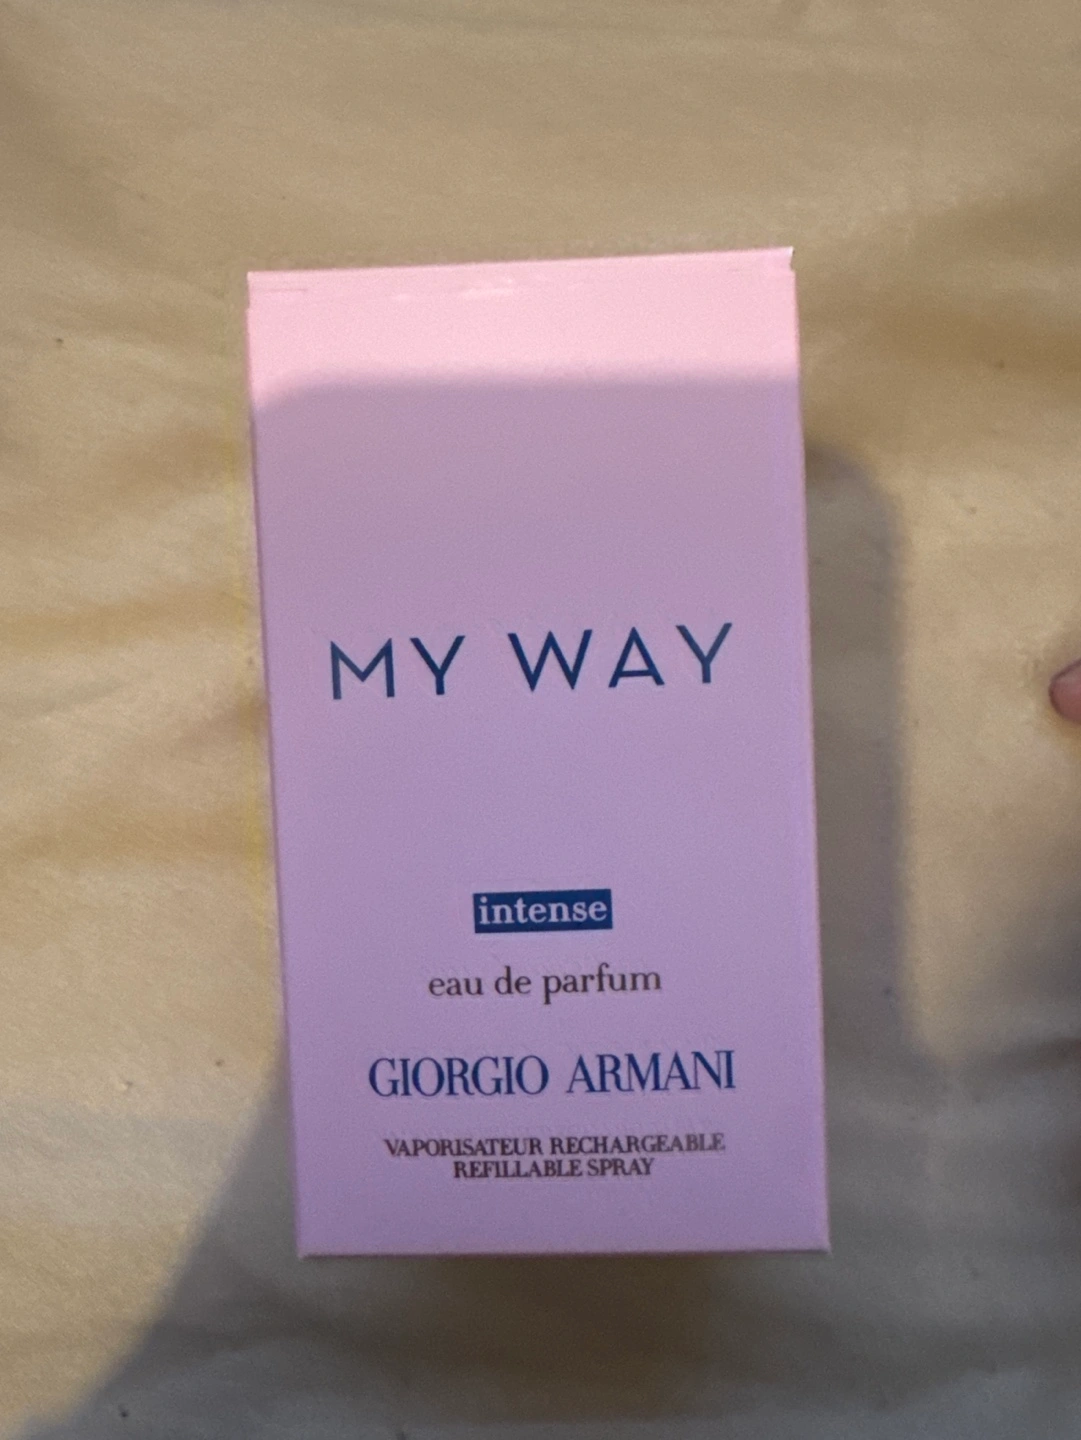 MY WAY
intense
eau de parfum
GIORGIO ARMANI
VAPORISATEUR RECHARGEABLE
REFILLABLE SPRAY